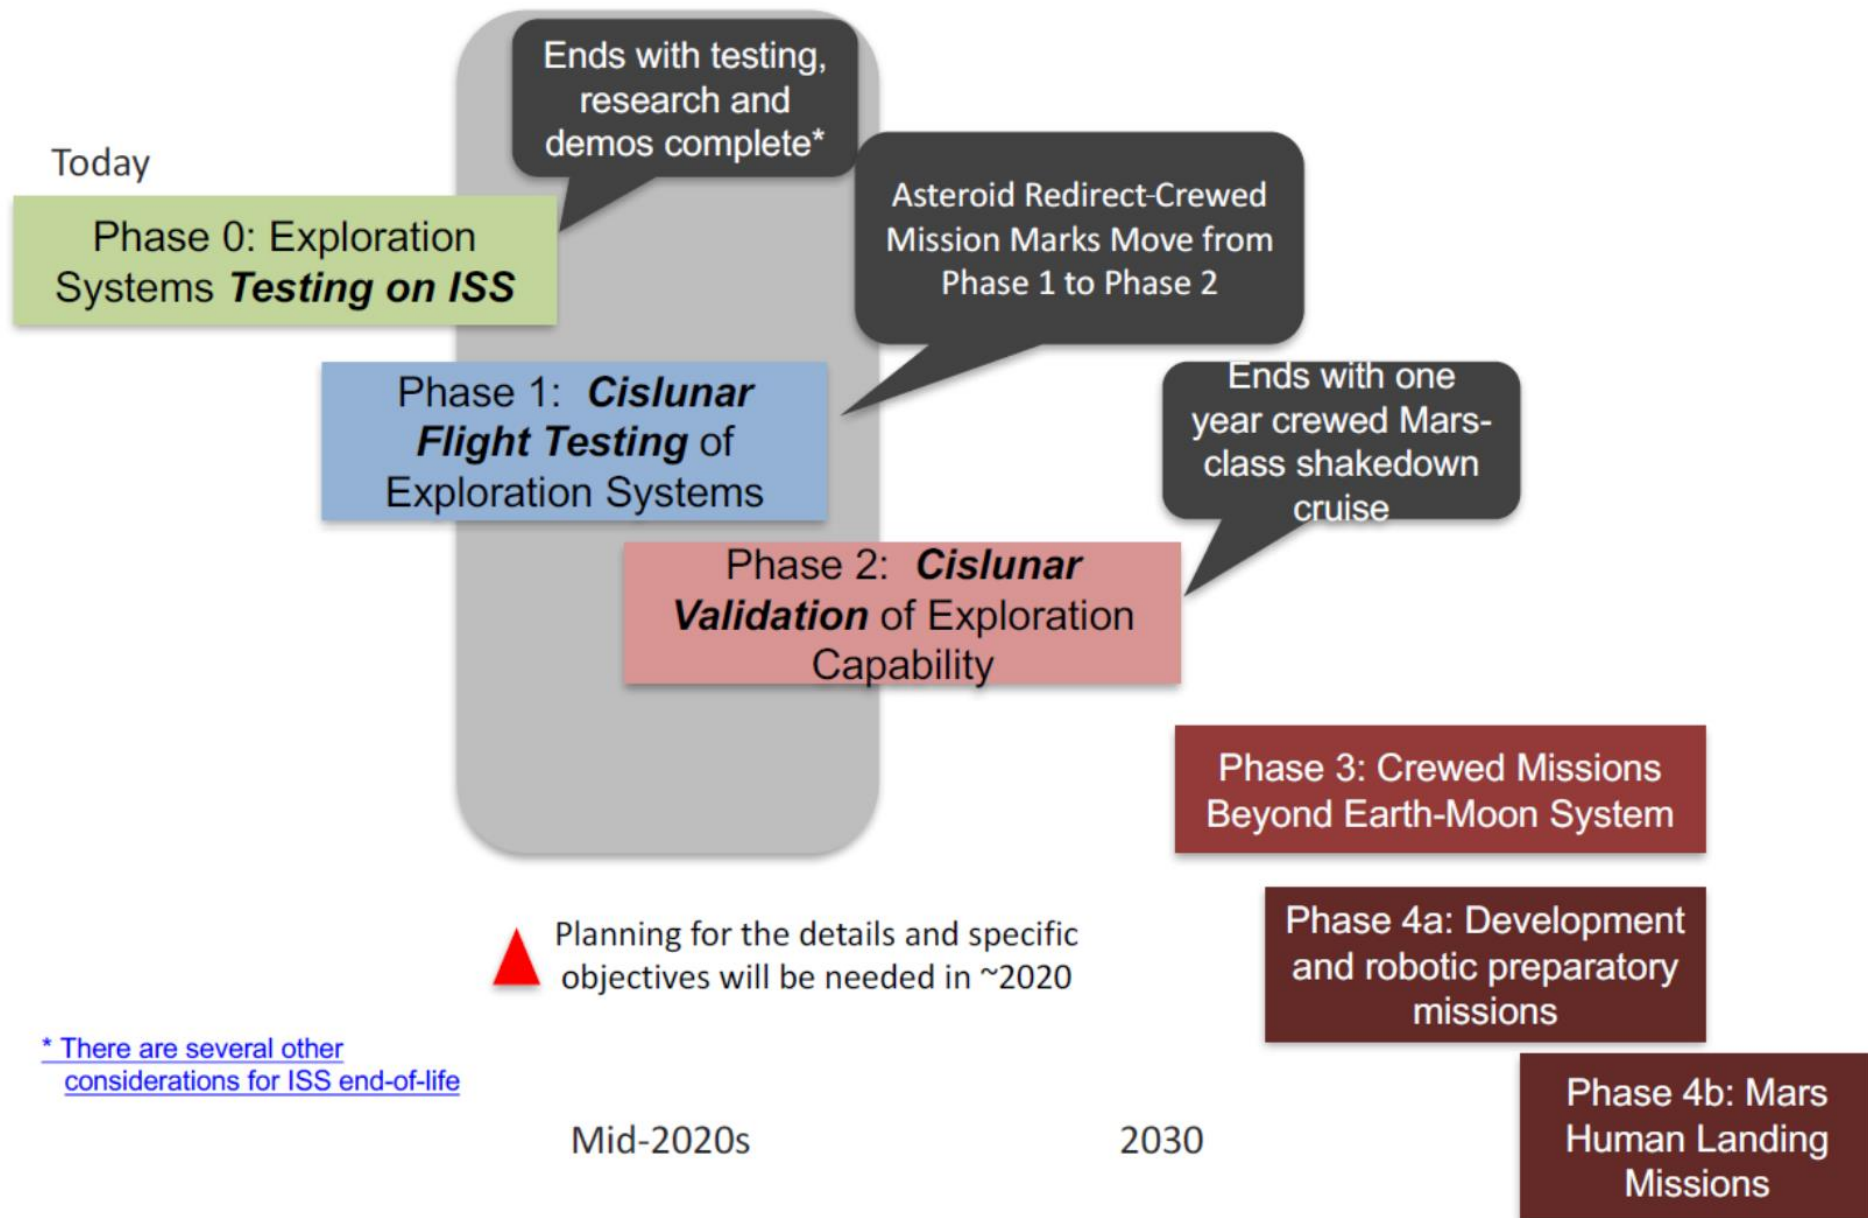 Ends with testing,
research and
demos complete*
Today
Phase 0: Exploration
Systems Testing on ISS
Asteroid Redirect-Crewed
Mission Marks Move from
Phase 1 to Phase 2
Phase 1: Cislunar
Flight Testing of
Exploration Systems
Ends with one
year crewed Mars-
class shakedown
cruise
Phase 2: Cislunar
Validation of Exploration
Capability
Phase 3: Crewed Missions
Beyond Earth-Moon System
Planning for the details and specific
objectives will be needed in ~2020
Phase 4a: Development
and robotic preparatory
missions
* There are several other
considerations for ISS end-of-life
Mid-2020s
2030
Phase 4b: Mars
Human Landing
Missions